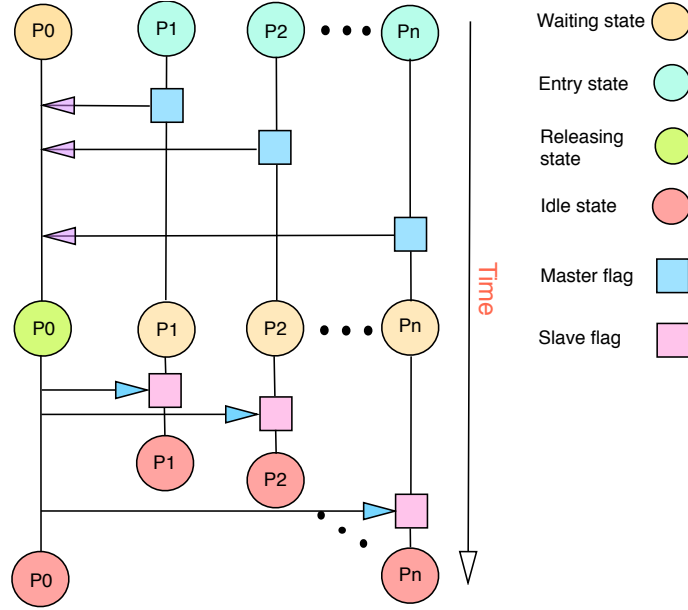 P0 P1 P2 Pn
Waiting state
Entry state
Releasing
state
Idle state
Master flag
Slave flag
Time
P0 P1 P2 Pn
P1
P2
P0
Pn